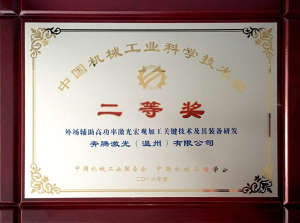 中国机械工业科学技术奖
二等奖
外场辅助高功率激光宏观加工关键技术及其装备研发
奔腾激光（温州）有限公司
中国机械工业联合会 中国机械工程学会
二〇一六年度